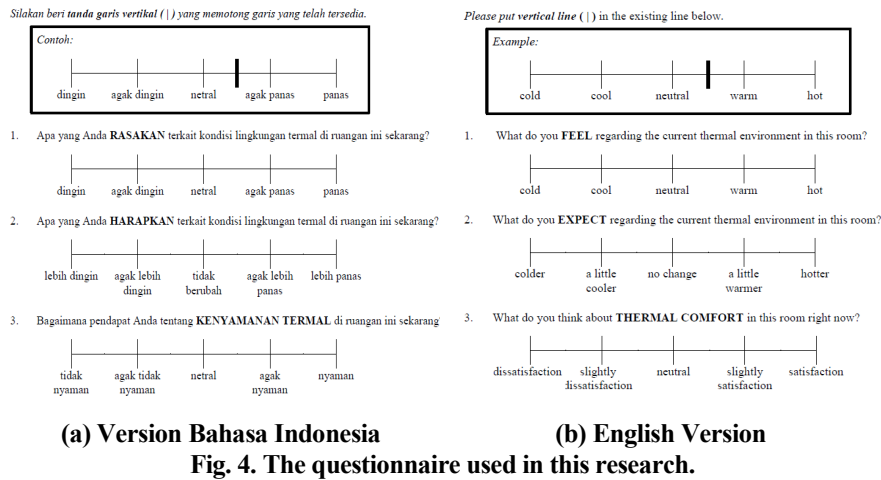 Silakan beri tanda garis vertikal ( | ) yang memotong garis yang telah tersedia.
Contoh:
dingin agak dingin netral agak panas panas
1. Apa yang Anda RASAKAN terkait kondisi lingkungan termal di ruangan ini sekarang?
dingin agak dingin netral agak panas panas
2. Apa yang Anda HARAPKAN terkait kondisi lingkungan termal di ruangan ini sekarang?
lebih dingin agak lebih tidak agak lebih lebih panas
dingin berubah panas
3. Bagaimana pendapat Anda tentang KENYAMANAN TERMAL di ruangan ini sekarang
tidak agak tidak netral agak nyaman
nyaman nyaman nyaman
(a) Version Bahasa Indonesia
Please put vertical line ( | ) in the existing line below.
Example:
cold cool neutral warm hot
1. What do you FEEL regarding the current thermal environment in this room?
cold cool neutral warm hot
2. What do you EXPECT regarding the current thermal environment in this room?
colder a little no change a little hotter
cooler warmer
3. What do you think about THERMAL COMFORT in this room right now?
dissatisfaction slightly neutral slightly satisfaction
dissatisfaction satisfaction
(b) English Version
Fig. 4. The questionnaire used in this research.